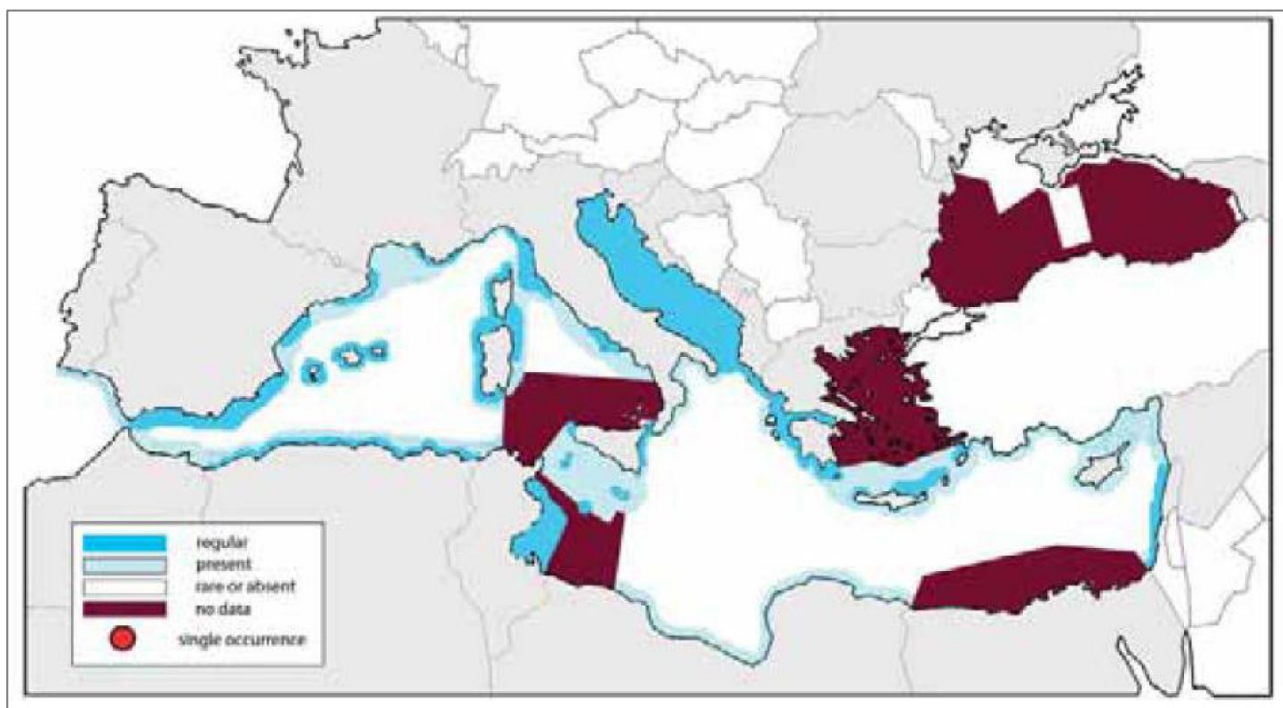 regular
present
rare or absent
no data
single occurrence